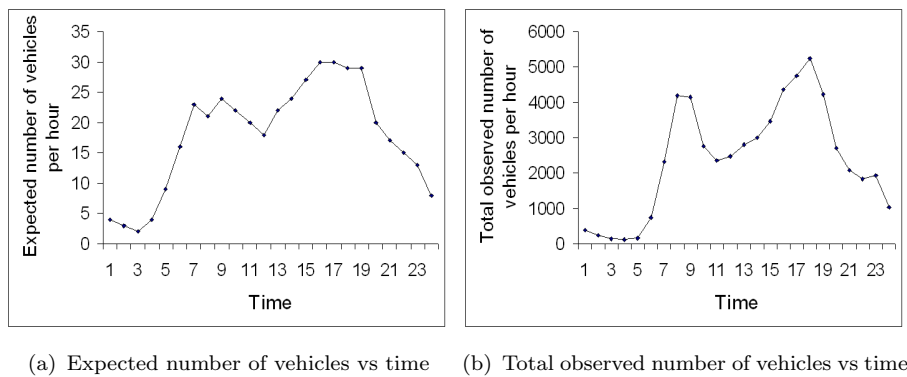 Expected number of vehicles
per hour
35
30
25
20
15
10
5
0
1 3 5 7 9 11 13 15 17 19 21 23
Time
Total observed number of
vehicles per hour
6000
5000
4000
3000
2000
1000
0
1 3 5 7 9 11 13 15 17 19 21 23
Time
(a) Expected number of vehicles vs time
(b) Total observed number of vehicles vs time